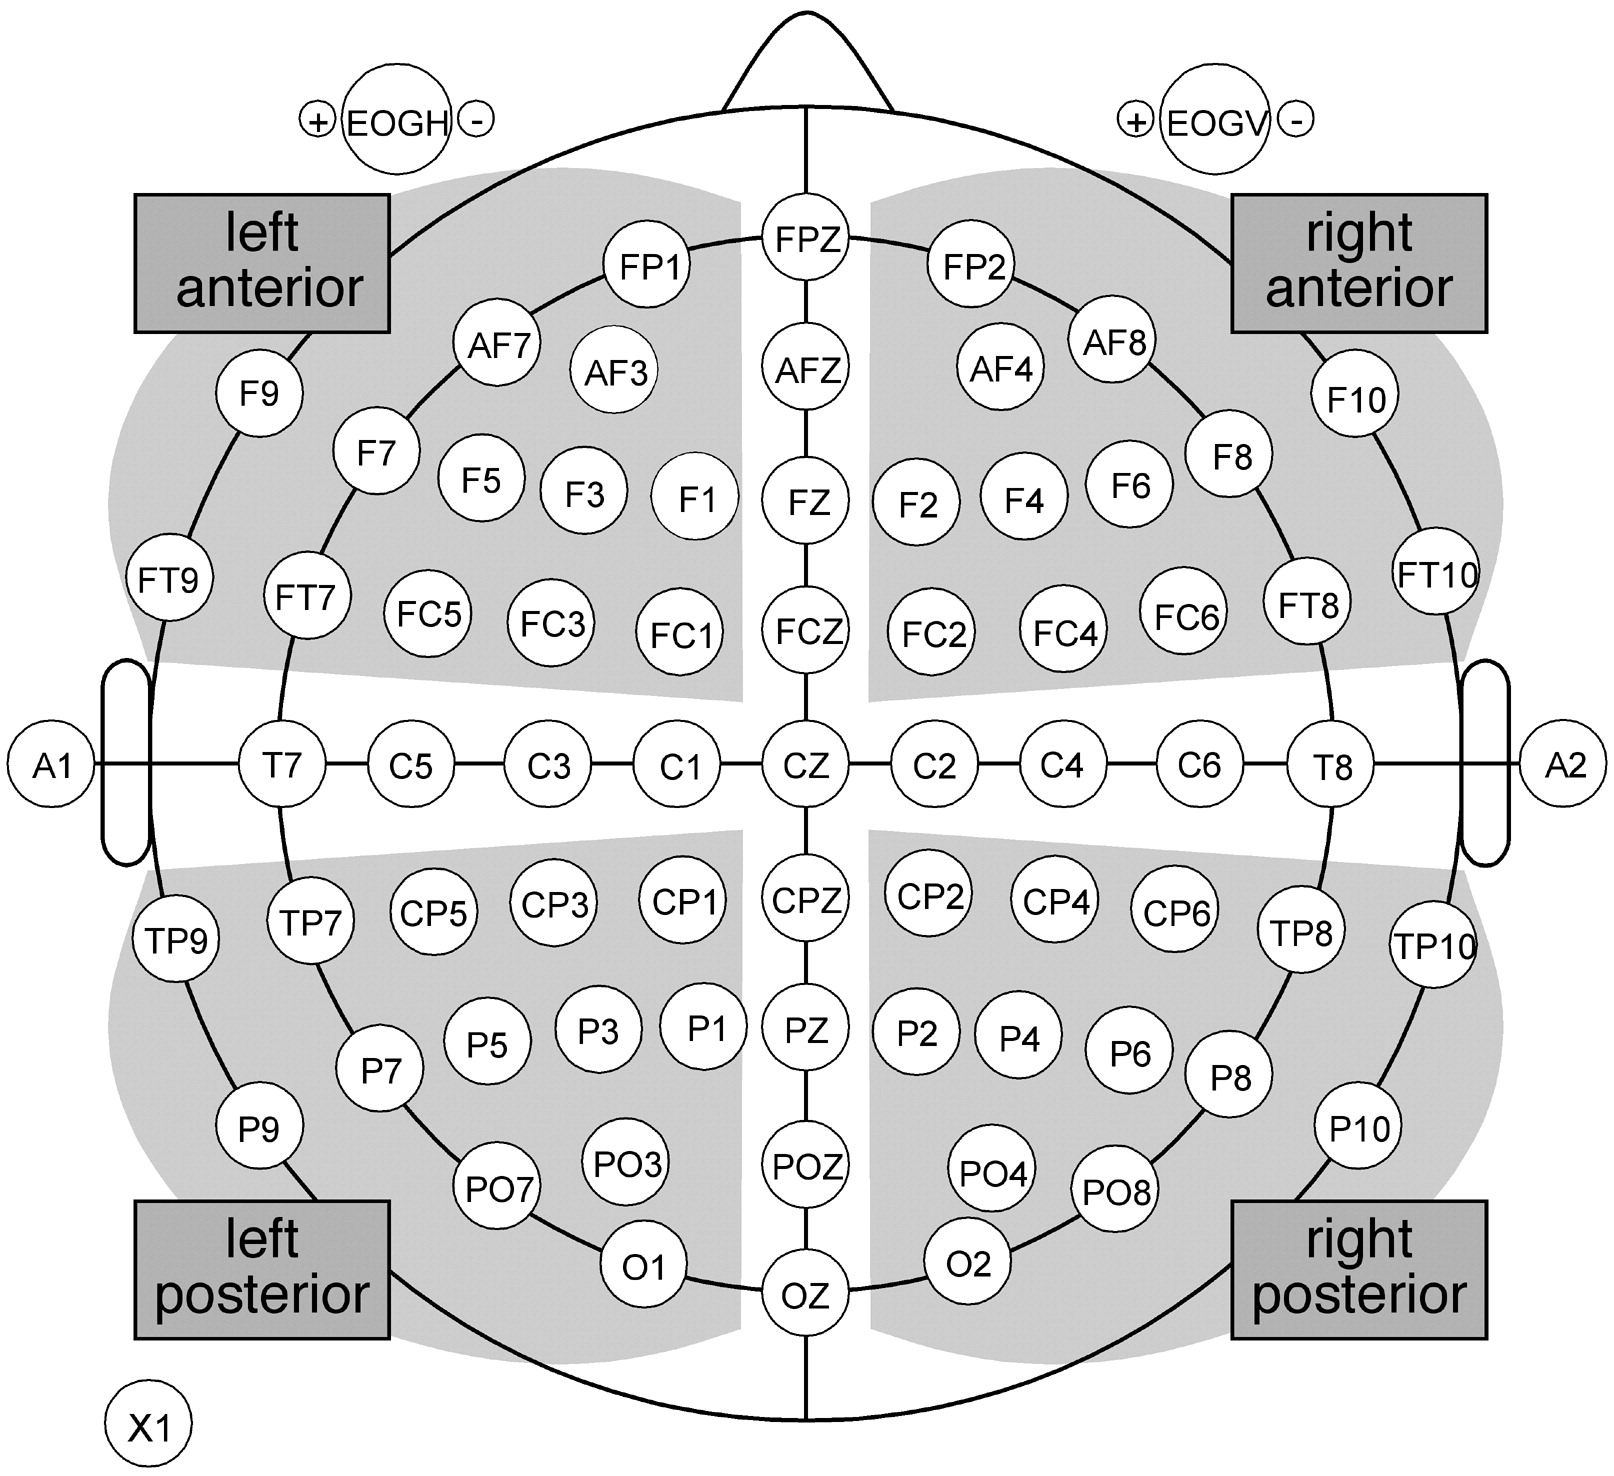 + EOGH -
+ EOGV -
left
anterior
right
anterior
FPZ
FP1
FP2
AF7
AF3
AFZ
AF4
AF8
F9
F7
F5
F3
F1
FZ
F2
F4
F6
F8
F10
FT9
FT7
FC5
FC3
FC1
FCZ
FC2
FC4
FC6
FT8
FT10
A1
T7
C5
C3
C1
CZ
C2
C4
C6
T8
A2
TP9
TP7
CP5
CP3
CP1
CPZ
CP2
CP4
CP6
TP8
TP10
P9
P7
P5
P3
P1
PZ
P2
P4
P6
P8
P10
PO7
PO3
POZ
PO4
PO8
O1
OZ
O2
left
posterior
right
posterior
X1